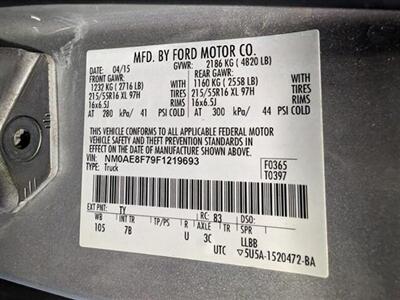 MFD. BY FORD MOTOR CO.
04/15 GVWR: 2186 KG ( 4820 LB)
FRONT GAWR: REAR GAWR:
1232 KG ( 2716 LB) 1160 KG ( 2558 LB)
215/55R16 XL 97H TIRES 215/55R16 XL 97H TIRES
16x6.5J RIMS 16x6.5J RIMS
AT 280 kPa/ 41 PSI COLD AT 300 kPa/ 44 PSI COLD
THIS VEHICLE CONFORMS TO ALL APPLICABLE FEDERAL MOTOR
VEHICLE SAFETY AND THEFT PREVENTION STANDARDS IN
EFFECT ON THE DATE OF MANUFACTURE SHOWN ABOVE.
VIN: NM0AE8F79F1219693
TYPE: Truck
F0365
T0397
EXT PNT: TY RC: 83 DSO:
WB TP/PS R AXLE TR SPR
105 7B U 3C LLBB
UTC ▽5U5A-1520472-BA